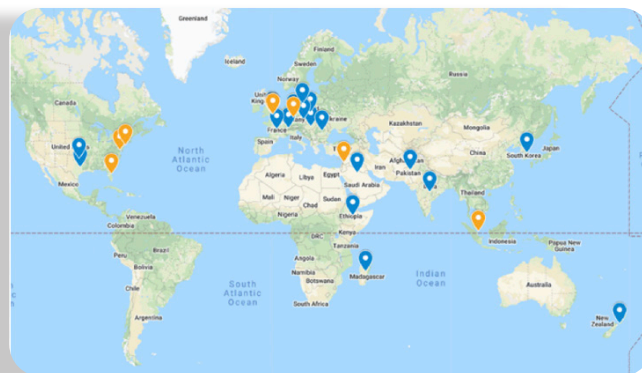 Greenland
Iceland
Finland
Sweden
Norway
Russia
Canada
United
Kingdom
Ukraine
Kazakhstan
Mongolia
France
Spain
Italy
United
North
Atlantic
Ocean
Afghanistan
Iran
China
South Korea
Japan
Pakistan
Mexico
Algeria
Libya
Egypt
Saudi Arabia
Mali
Niger
Chad
Sudan
Thailand
Nigeria
Ethiopia
Venezuela
Colombia
DRC
Kenya
Tanzania
Indonesia
Papua New
Guinea
Peru
Brazil
Bolivia
Angola
Namibia
Botswana
Madagascar
Indian
Ocean
Chile
South
Atlantic
Ocean
South Africa
Australia
Argentina
New
Zealand